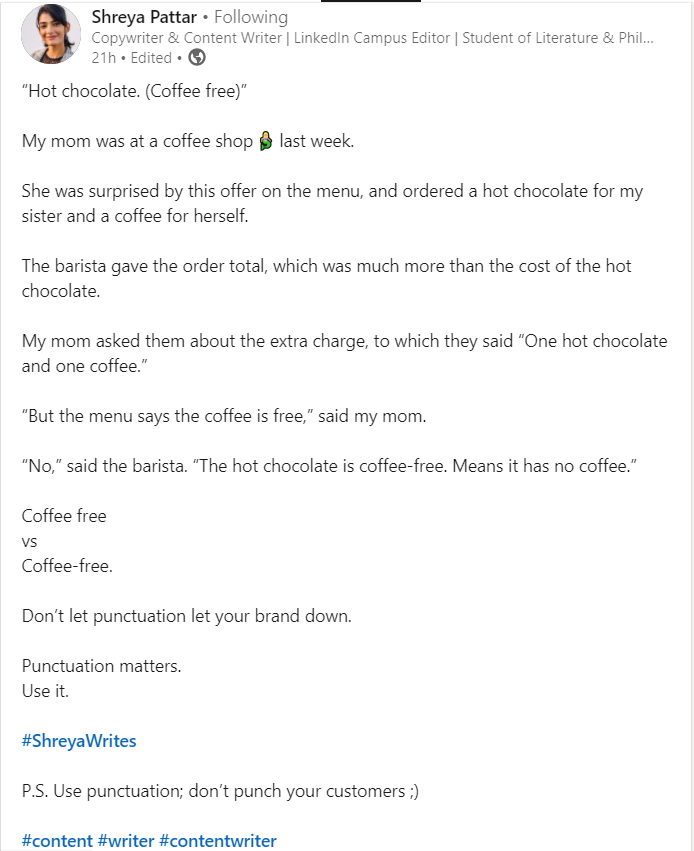 Shreya Pattar • Following
Copywriter & Content Writer | LinkedIn Campus Editor | Student of Literature & Phil...
21h • Edited •
“Hot chocolate. (Coffee free)”
My mom was at a coffee shop last week.
She was surprised by this offer on the menu, and ordered a hot chocolate for my
sister and a coffee for herself.
The barista gave the order total, which was much more than the cost of the hot
chocolate.
My mom asked them about the extra charge, to which they said “One hot chocolate
and one coffee.”
“But the menu says the coffee is free,” said my mom.
“No,” said the barista. “The hot chocolate is coffee-free. Means it has no coffee.”
Coffee free
vs
Coffee-free.
Don’t let punctuation let your brand down.
Punctuation matters.
Use it.
#ShreyaWrites
P.S. Use punctuation; don’t punch your customers ;)
#content #writer #contentwriter